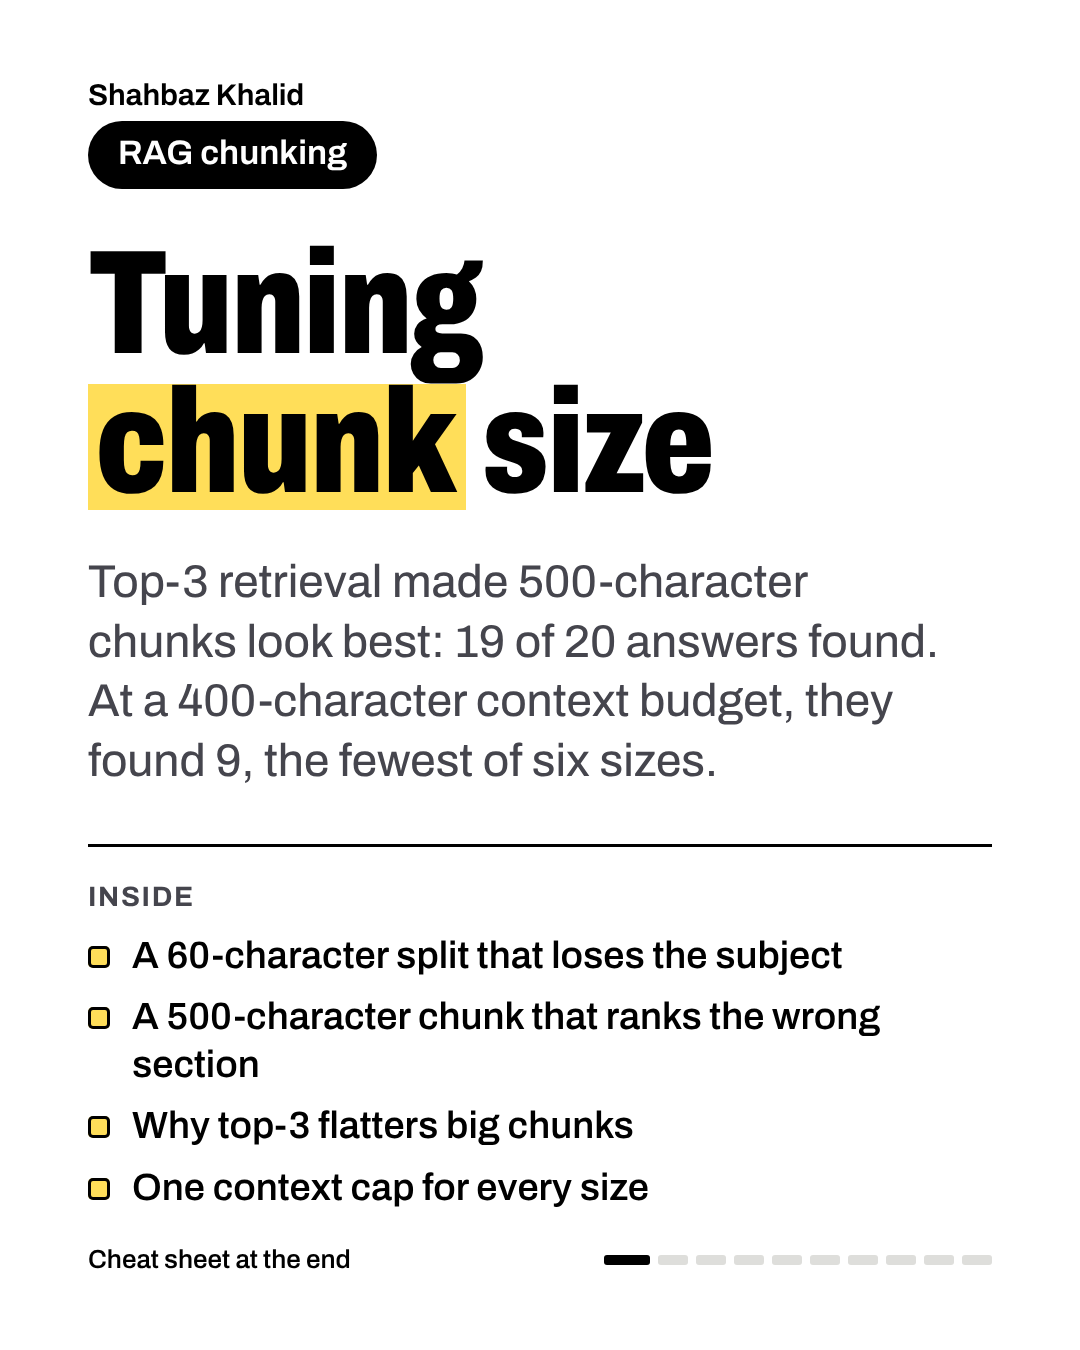 Shahbaz Khalid
RAG chunking
Tuning
chunk size
Top-3 retrieval made 500-character
chunks look best: 19 of 20 answers found.
At a 400-character context budget, they
found 9, the fewest of six sizes.
INSIDE
A 60-character split that loses the subject
A 500-character chunk that ranks the wrong
section
Why top-3 flatters big chunks
One context cap for every size
Cheat sheet at the end